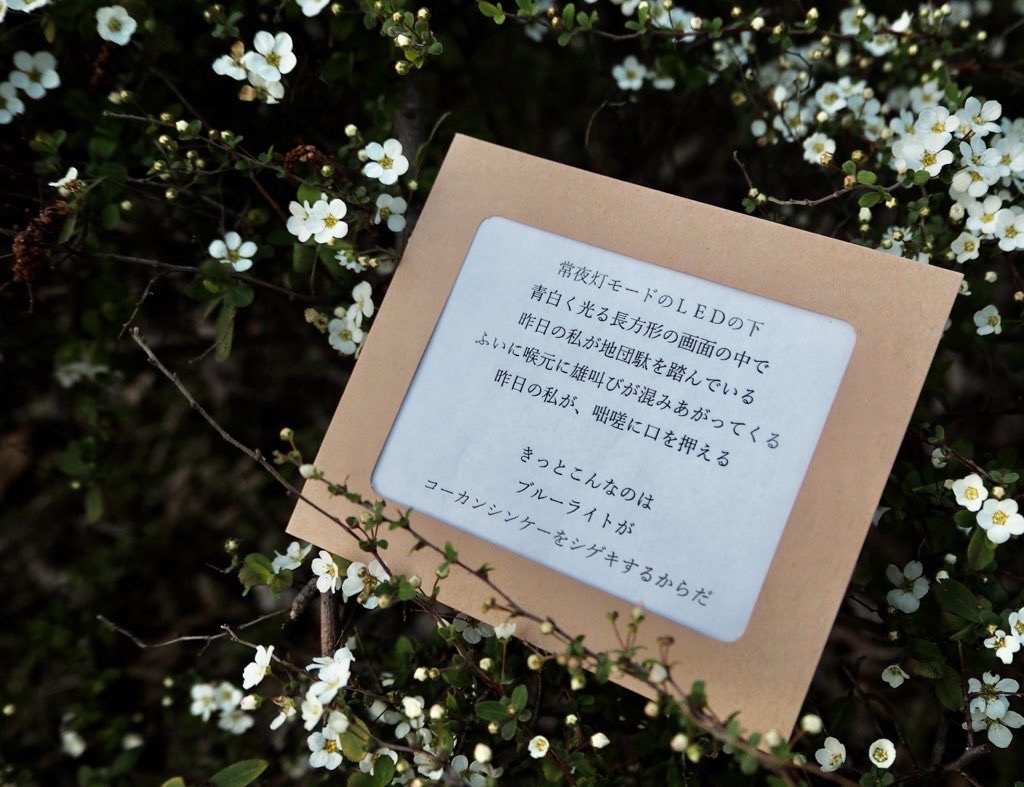 常夜灯モードのＬＥＤの下
青白く光る長方形の画面の中で
昨日の私が地団駄を踏んでいる
ふいに喉元に雄叫びが混みあがってくる
昨日の私が、咄嗟に口を押える
きっとこんなのは
ブルーライトが
コーカンシンケーをシゲキするからだ